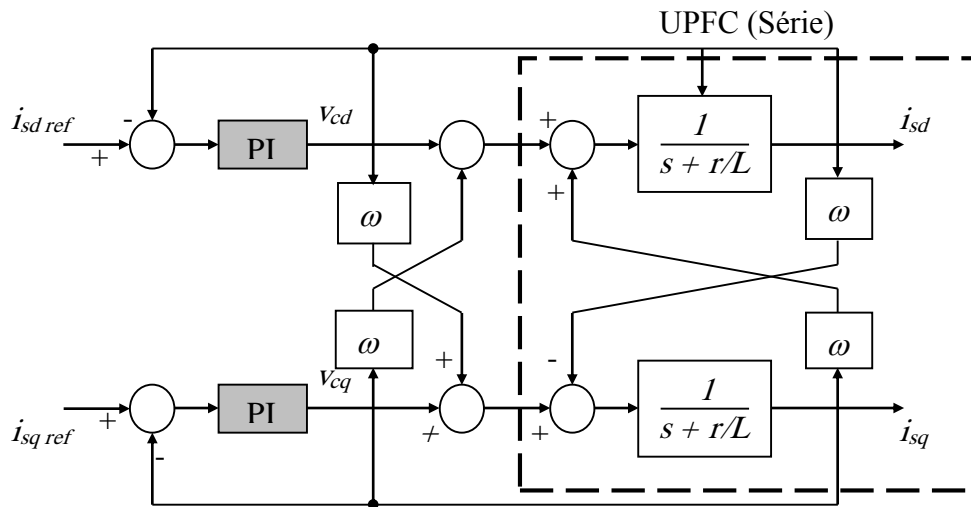 UPFC (Série)
i_sd ref
-
+
PI
v_cd
+
+
1
s + r/L
i_sd
ω
ω
ω
ω
i_sq ref
+
-
PI
v_cq
+
+
-
+
1
s + r/L
i_sq